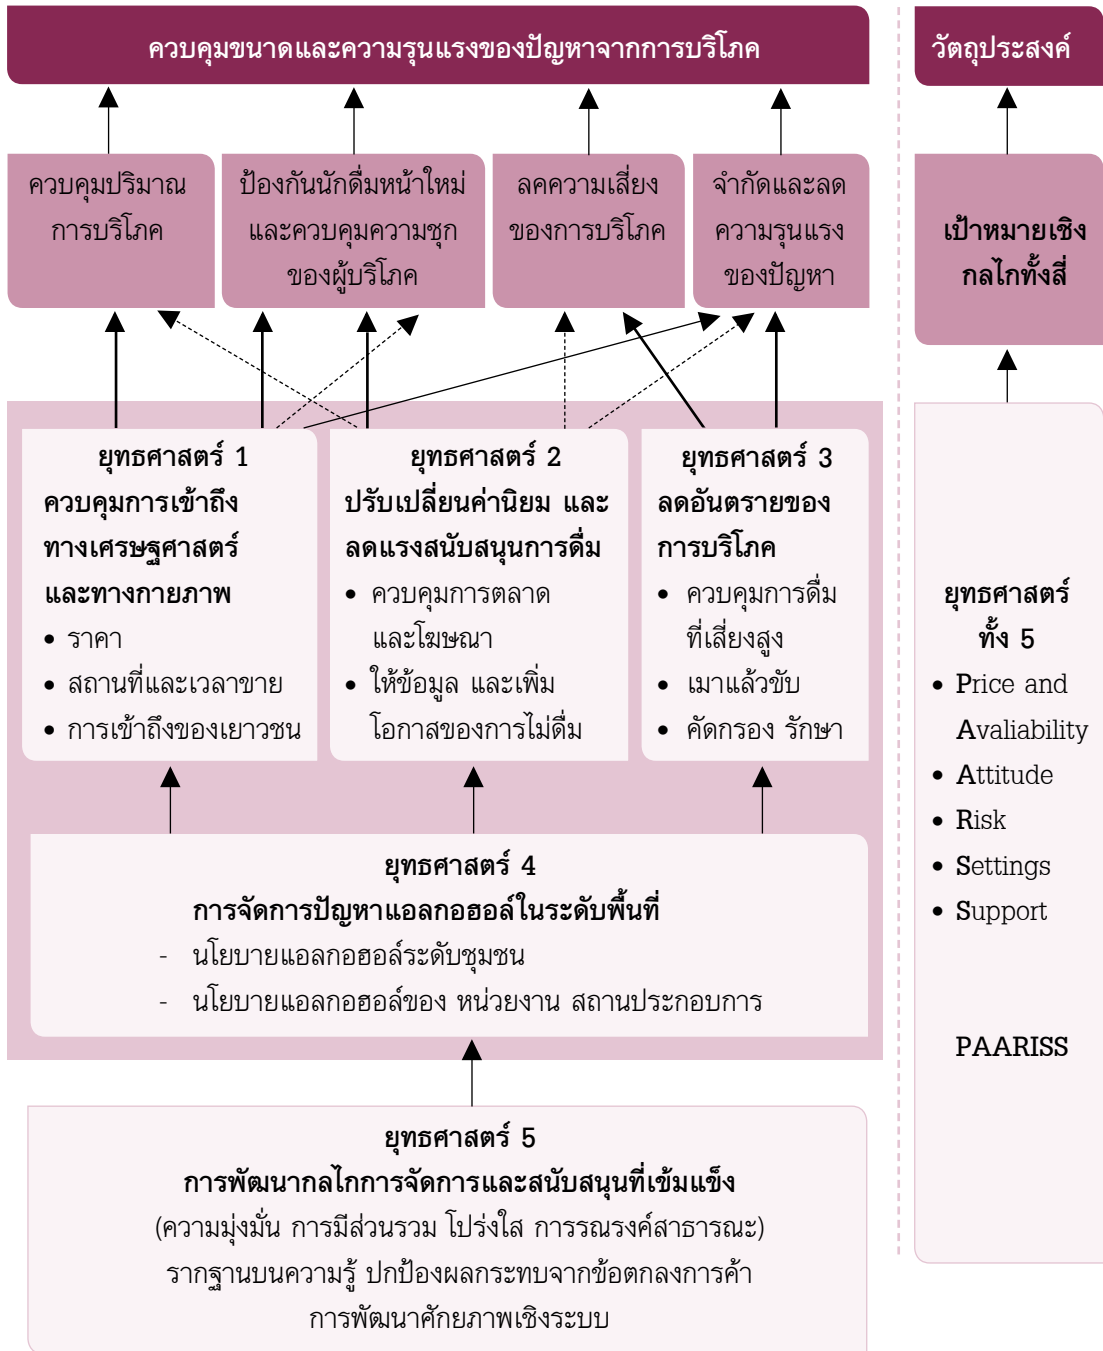 ควบคุมขนาดและความรุนแรงของปัญหาจากการบริโภค
วัตถุประสงค์
ควบคุมปริมาณ
การบริโภค
ป้องกันนักดื่มหน้าใหม่
และควบคุมความชุก
ของผู้บริโภค
ลคความเสี่ยง
ของการบริโภค
จำกัดและลด
ความรุนแรง
ของปัญหา
เป้าหมายเชิง
กลไกทั้งสี่
ยุทธศาสตร์ 1
ควบคุมการเข้าถึง
ทางเศรษฐศาสตร์
และทางกายภาพ
• ราคา
• สถานที่และเวลาขาย
• การเข้าถึงของเยาวชน
ยุทธศาสตร์ 2
ปรับเปลี่ยนค่านิยม และ
ลดแรงสนับสนุนการดื่ม
• ควบคุมการตลาด
และโฆษณา
• ให้ข้อมูล และเพิ่ม
โอกาสของการไม่ดื่ม
ยุทธศาสตร์ 3
ลดอันตรายของ
การบริโภค
• ควบคุมการดื่ม
ที่เสี่ยงสูง
• เมาแล้วขับ
• คัดกรอง รักษา
ยุทธศาสตร์ 4
การจัดการปัญหาแอลกอฮอล์ในระดับพื้นที่
- นโยบายแอลกอฮอล์ระดับชุมชน
- นโยบายแอลกอฮอล์ของ หน่วยงาน สถานประกอบการ
ยุทธศาสตร์ 5
การพัฒนากลไกการจัดการและสนับสนุนที่เข้มแข็ง
(ความมุ่งมั่น การมีส่วนรวม โปร่งใส การรณรงค์สาธารณะ)
รากฐานบนความรู้ ปกป้องผลกระทบจากข้อตกลงการค้า
การพัฒนาศักยภาพเชิงระบบ
ยุทธศาสตร์
ทั้ง 5
• Price and
Avaliability
• Attitude
• Risk
• Settings
• Support
PAARISS